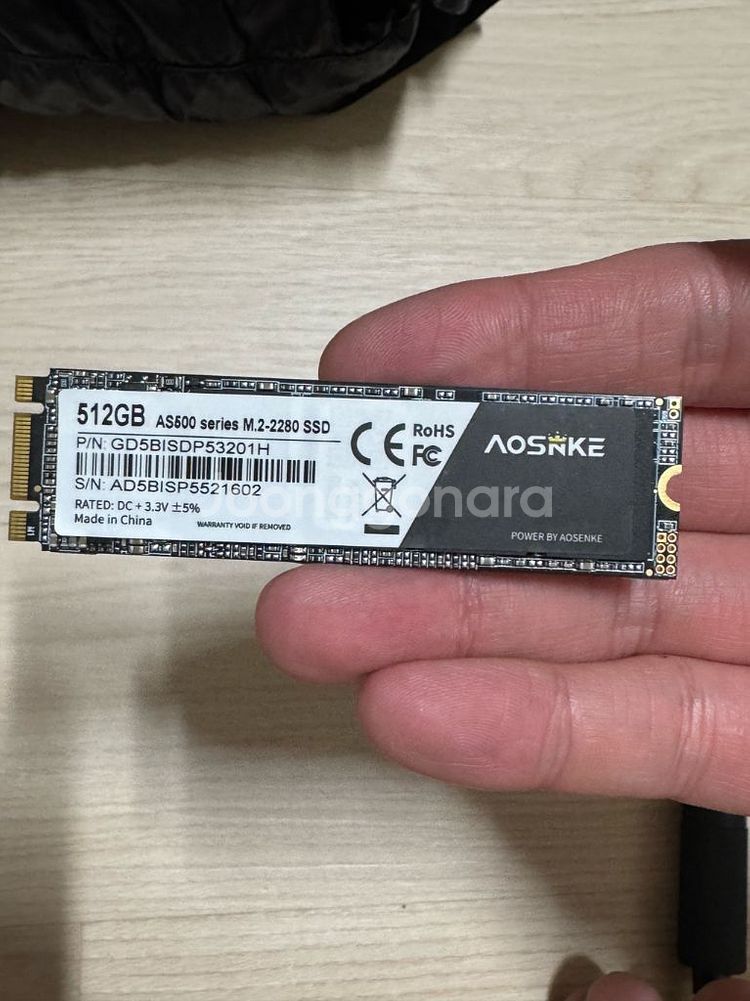 512GB AS500 series M.2-2280 SSD
P/N: GD5BISDP53201H
S/N: AD5BISP5521602
RATED: DC + 3.3V ±5%
Made in China
WARRANTY VOID IF REMOVED
CE RoHS
FC
AOSNKE
POWER BY AOSENKE
joongigonara